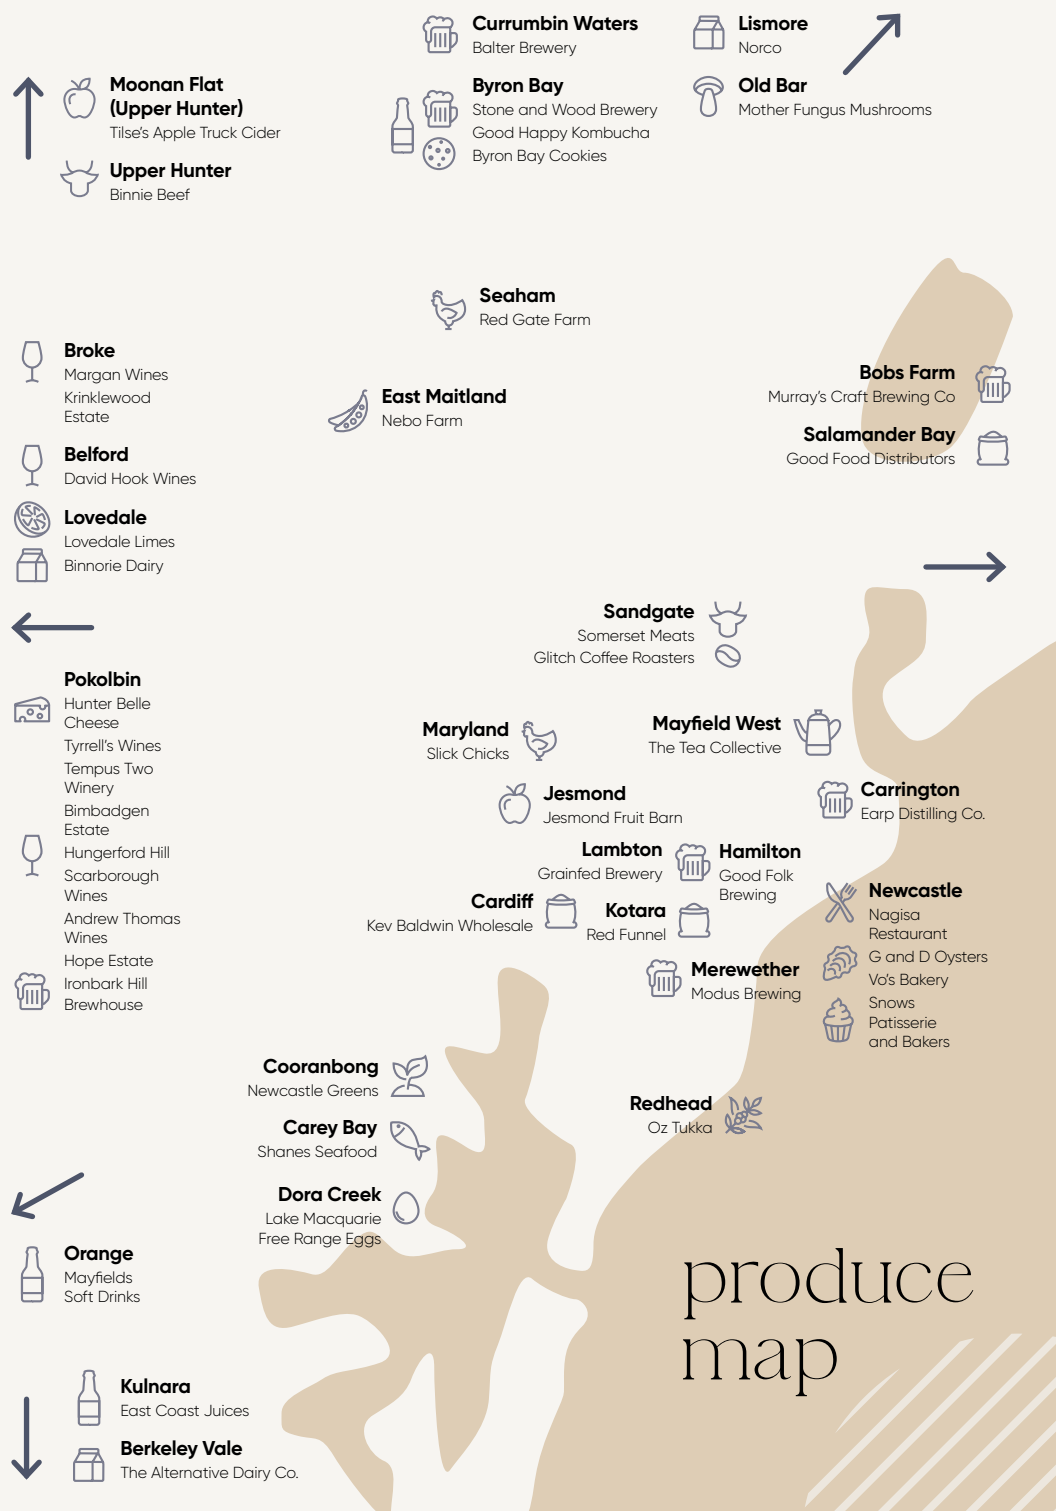 Currumbin Waters
Balter Brewery
Lismore
Norco
Moonan Flat
(Upper Hunter)
Tilse's Apple Truck Cider
Byron Bay
Stone and Wood Brewery
Good Happy Kombucha
Byron Bay Cookies
Old Bar
Mother Fungus Mushrooms
Upper Hunter
Binnie Beef
Seaham
Red Gate Farm
Broke
Margan Wines
Krinklewood
Estate
East Maitland
Nebo Farm
Bobs Farm
Murray's Craft Brewing Co
Salamander Bay
Good Food Distributors
Belford
David Hook Wines
Lovedale
Lovedale Limes
Binnorie Dairy
Sandgate
Somerset Meats
Glitch Coffee Roasters
Pokolbin
Hunter Belle
Cheese
Tyrrell's Wines
Tempus Two
Winery
Bimbadgen
Estate
Hungerford Hill
Scarborough
Wines
Andrew Thomas
Wines
Hope Estate
Ironbark Hill
Brewhouse
Maryland
Slick Chicks
Mayfield West
The Tea Collective
Jesmond
Jesmond Fruit Barn
Carrington
Earp Distilling Co.
Lambton
Grainfed Brewery
Hamilton
Good Folk
Brewing
Cardiff
Kev Baldwin Wholesale
Kotara
Red Funnel
Newcastle
Nagisa
Restaurant
G and D Oysters
Vo's Bakery
Snows
Patisserie
and Bakers
Merewether
Modus Brewing
Cooranbong
Newcastle Greens
Carey Bay
Shanes Seafood
Redhead
Oz Tukka
Dora Creek
Lake Macquarie
Free Range Eggs
Orange
Mayfields
Soft Drinks
produce
map
Kulnara
East Coast Juices
Berkeley Vale
The Alternative Dairy Co.